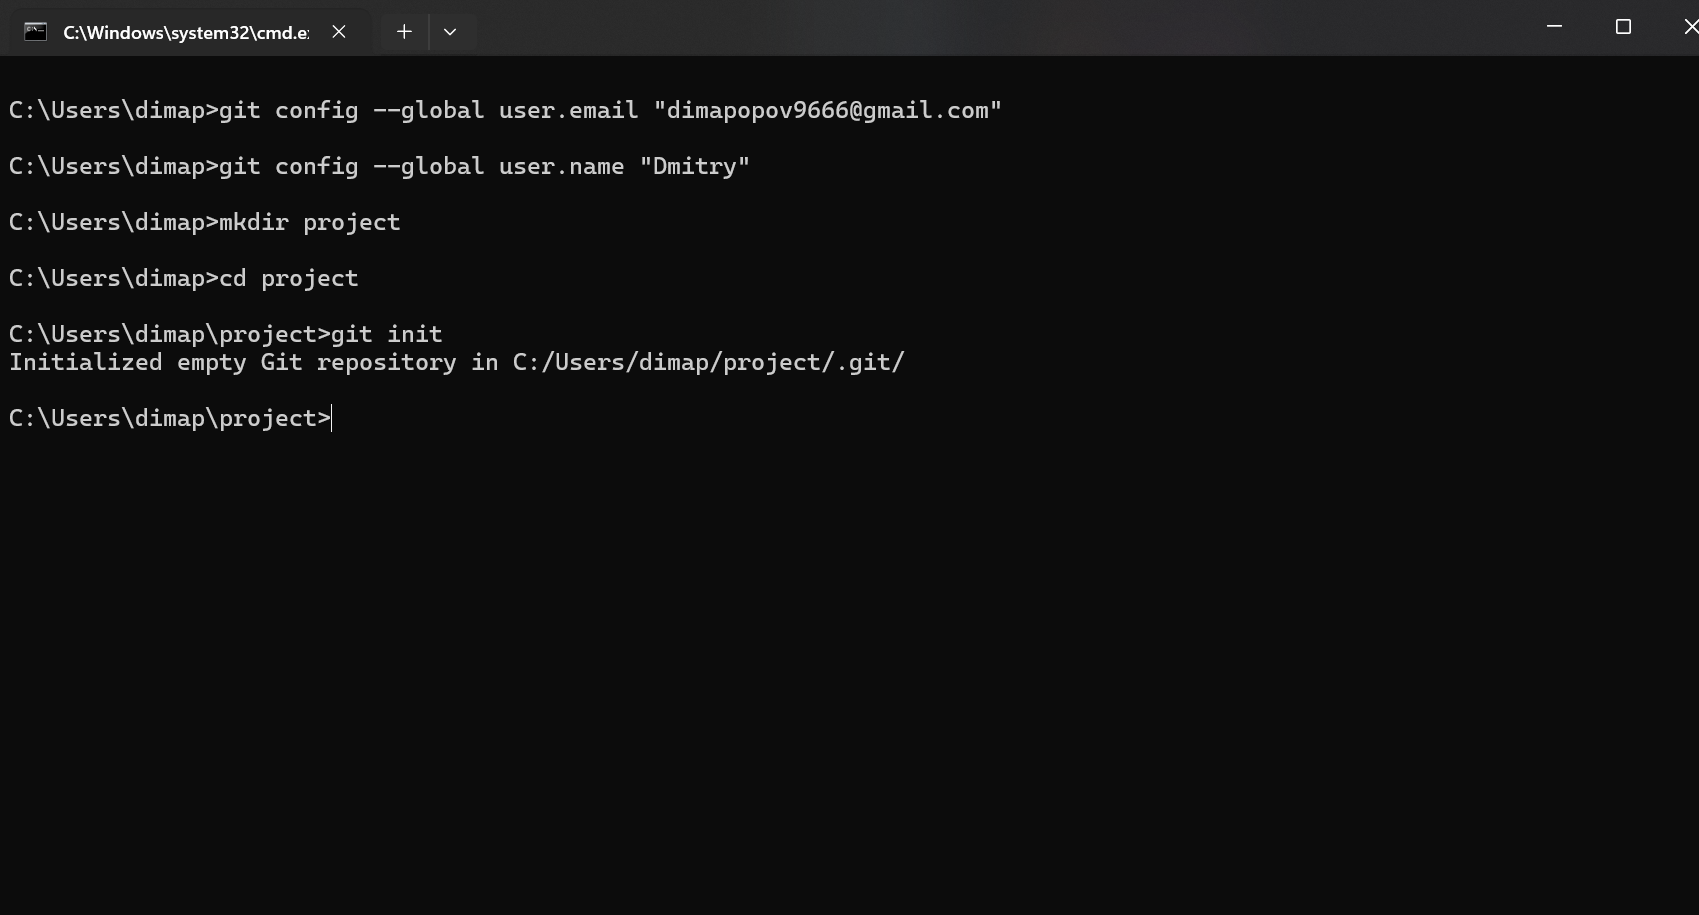 C:\Windows\system32\cmd.e
C:\Users\dimap>git config --global user.email "dimapopov9666@gmail.com"
C:\Users\dimap>git config --global user.name "Dmitry"
C:\Users\dimap>mkdir project
C:\Users\dimap>cd project
C:\Users\dimap\project>git init
Initialized empty Git repository in C:/Users/dimap/project/.git/
C:\Users\dimap\project>